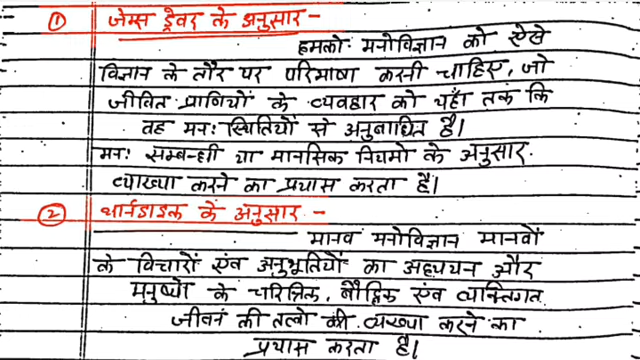 ① जेम्स ड्रेवर के अनुसार -
हमको मनोविज्ञान को ऐसे
विज्ञान के तौर पर परिभाषा करनी चाहिए, जो
जीवित प्राणियों के व्यवहार को यहाँ तक कि
वह मनः स्थितियों से अनुबाधित है।
मनः सम्बन्धी या मानसिक नियमो के अनुसार
व्याख्या करने का प्रयास करता है।
② थार्नडाइक के अनुसार -
मानव मनोविज्ञान मानवों
के विचारों एंव अनुभूतियों का अध्ययन और
मनुष्यो के चरित्रिक, बौद्धिक एंव व्यक्तिगत
जीवन की तत्वो की व्यख्या करने का
प्रयास करता है।